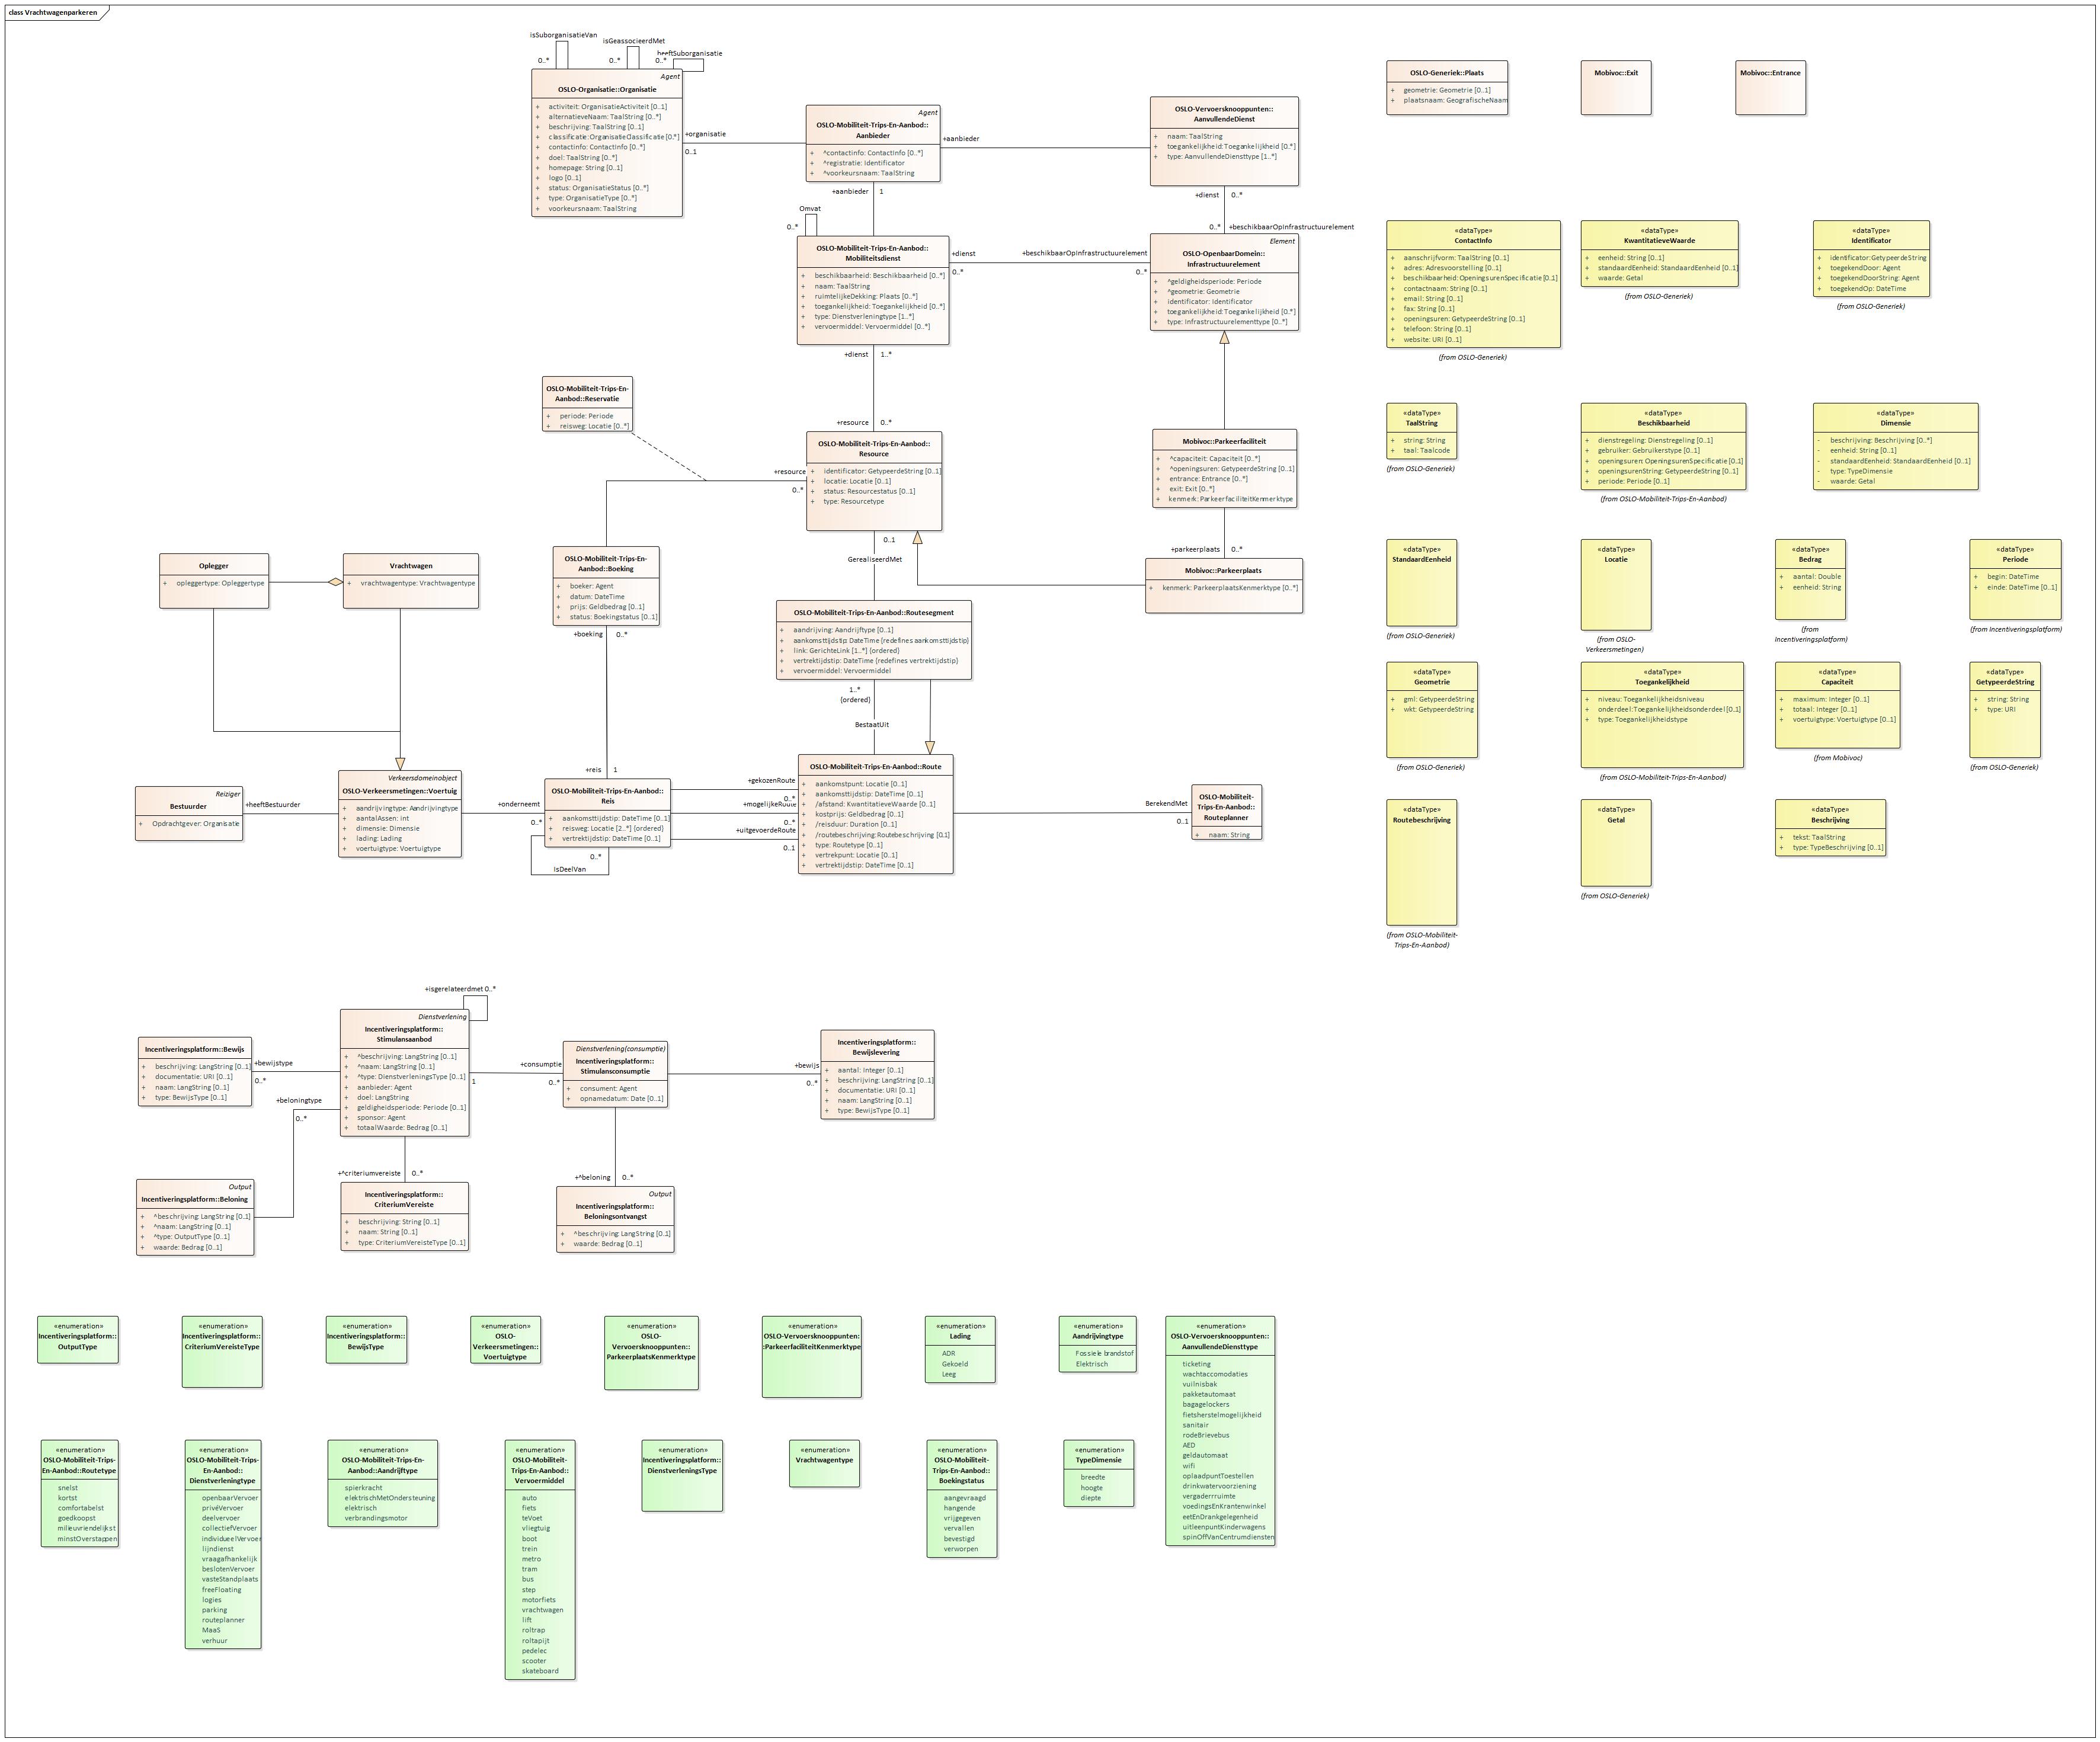 class Vrachtwagenparkeren
isSuborganisatieVan
0..*
isGeassocieerdMet
0..*
heeftSuborganisatie
0..*
Agent
OSLO-Organisatie::Organisatie
+ activiteit: OrganisatieActiviteit [0..1]
+ alternatieveNaam: TaalString [0..*]
+ beschrijving: TaalString [0..1]
+ classificatie: OrganisatieClassificatie [0..*]
+ contactinfo: ContactInfo [0..*]
+ doel: TaalString [0..*]
+ homepage: String [0..1]
+ logo [0..1]
+ status: OrganisatieStatus [0..*]
+ type: OrganisatieType [0..*]
+ voorkeursnaam: TaalString
+organisatie
0..1
Agent
OSLO-Mobiliteit-Trips-En-Aanbod::
Aanbieder
+ ^contactinfo: ContactInfo [0..*]
+ ^registratie: Identificator
+ ^voorkeursnaam: TaalString
+aanbieder
OSLO-Vervoersknooppunten::
AanvullendeDienst
+ naam: TaalString
+ toegankelijkheid: Toegankelijkheid [0..*]
+ type: AanvullendeDiensttype [1..*]
+aanbieder
1
+dienst
0..*
0..*
+beschikbaarOpInfrastructuurelement
Omvat
0..*
OSLO-Mobiliteit-Trips-En-Aanbod::
Mobiliteitsdienst
+ beschikbaarheid: Beschikbaarheid [0..*]
+ naam: TaalString
+ ruimtelijkeDekking: Plaats [0..*]
+ toegankelijkheid: Toegankelijkheid [0..*]
+ type: Dienstverleningtype [1..*]
+ vervoermiddel: Vervoermiddel [0..*]
+dienst
0..*
+beschikbaarOpInfrastructuurelement
0..*
Element
OSLO-OpenbaarDomein::
Infrastructuurelement
+ ^geldigheidsperiode: Periode
+ ^geometrie: Geometrie
+ identificator: Identificator
+ toegankelijkheid: Toegankelijkheid [0..*]
+ type: Infrastructuurelementtype [0..*]
+dienst
1..*
OSLO-Mobiliteit-Trips-En-
Aanbod::Reservatie
+ periode: Periode
+ reisweg: Locatie [0..*]
+resource
0..*
OSLO-Mobiliteit-Trips-En-Aanbod::
Resource
+ identificator: GetypeerdeString [0..1]
+ locatie: Locatie [0..1]
+ status: Resourcestatus [0..1]
+ type: Resourcetype
+resource
0..*
Mobivoc::Parkeerfaciliteit
+ ^capaciteit: Capaciteit [0..*]
+ ^openingsuren: GetypeerdeString [0..1]
+ entrance: Entrance [0..*]
+ exit: Exit [0..*]
+ kenmerk: ParkeerfaciliteitKenmerktype
+parkeerplaats
0..*
Mobivoc::Parkeerplaats
+ kenmerk: ParkeerplaatsKenmerktype [0..*]
0..1
GerealiseerdMet
Oplegger
+ opleggertype: Opleggertype
Vrachtwagen
+ vrachtwagentype: Vrachtwagentype
OSLO-Mobiliteit-Trips-En-
Aanbod::Boeking
+ boeker: Agent
+ datum: DateTime
+ prijs: Geldbedrag [0..1]
+ status: Boekingstatus [0..1]
+boeking
0..*
OSLO-Mobiliteit-Trips-En-Aanbod::Routesegment
+ aandrijving: Aandrijftype [0..1]
+ aankomsttijdstip: DateTime {redefines aankomsttijdstip}
+ link: GerichteLink [1..*] {ordered}
+ vertrektijdstip: DateTime {redefines vertrektijdstip}
+ vervoermiddel: Vervoermiddel
1..*
{ordered}
BestaatUit
Reiziger
Bestuurder
+ Opdrachtgever: Organisatie
+heeftBestuurder
Verkeersdomeinobject
OSLO-Verkeersmetingen::Voertuig
+ aandrijvingtype: Aandrijvingtype
+ aantalAssen: int
+ dimensie: Dimensie
+ lading: Lading
+ voertuigtype: Voertuigtype
+onderneemt
0..*
+reis
1
OSLO-Mobiliteit-Trips-En-Aanbod::
Reis
+ aankomsttijdstip: DateTime [0..1]
+ reisweg: Locatie [2..*] {ordered}
+ vertrektijdstip: DateTime [0..1]
0..*
IsDeelVan
+gekozenRoute
0..*
+mogelijkeRoute
0..*
+uitgevoerdeRoute
0..1
OSLO-Mobiliteit-Trips-En-Aanbod::Route
+ aankomstpunt: Locatie [0..1]
+ aankomsttijdstip: DateTime [0..1]
+ /afstand: KwantitatieveWaarde [0..1]
+ kostprijs: Geldbedrag [0..1]
+ /reisduur: Duration [0..1]
+ /routebeschrijving: Routebeschrijving [0..1]
+ type: Routetype [0..1]
+ vertrekpunt: Locatie [0..1]
+ vertrektijdstip: DateTime [0..1]
BerekendMet
0..1
OSLO-Mobiliteit-
Trips-En-Aanbod::
Routeplanner
+ naam: String
OSLO-Generiek::Plaats
+ geometrie: Geometrie [0..1]
+ plaatsnaam: GeografischeNaam
Mobivoc::Exit
Mobivoc::Entrance
«dataType»
ContactInfo
+ aanschrijfvorm: TaalString [0..1]
+ adres: Adresvoorstelling [0..1]
+ beschikbaarheid: OpeningsurenSpecificatie [0..1]
+ contactnaam: String [0..1]
+ email: String [0..1]
+ fax: String [0..1]
+ openingsuren: GetypeerdeString [0..1]
+ telefoon: String [0..1]
+ website: URI [0..1]
(from OSLO-Generiek)
«dataType»
KwantitatieveWaarde
+ eenheid: String [0..1]
+ standaardEenheid: StandaardEenheid [0..1]
+ waarde: Getal
(from OSLO-Generiek)
«dataType»
Identificator
+ identificator: GetypeerdeString
+ toegekendDoor: Agent
+ toegekendDoorString: Agent
+ toegekendOp: DateTime
(from OSLO-Generiek)
«dataType»
TaalString
+ string: String
+ taal: Taalcode
(from OSLO-Generiek)
«dataType»
Beschikbaarheid
+ dienstregeling: Dienstregeling [0..1]
+ gebruiker: Gebruikerstype [0..1]
+ openingsuren: OpeningsurenSpecificatie [0..1]
+ openingsurenString: GetypeerdeString [0..1]
+ periode: Periode [0..1]
(from OSLO-Mobiliteit-Trips-En-Aanbod)
«dataType»
Dimensie
- beschrijving: Beschrijving [0..*]
- eenheid: String [0..1]
- standaardEenheid: StandaardEenheid [0..1]
- type: TypeDimensie
- waarde: Getal
«dataType»
StandaardEenheid
(from OSLO-Generiek)
«dataType»
Locatie
(from OSLO-
Verkeersmetingen)
«dataType»
Bedrag
+ aantal: Double
+ eenheid: String
(from
Incentiveringsplatform)
«dataType»
Periode
+ begin: DateTime
+ einde: DateTime [0..1]
(from Incentiveringsplatform)
«dataType»
Geometrie
+ gml: GetypeerdeString
+ wkt: GetypeerdeString
(from OSLO-Generiek)
«dataType»
Toegankelijkheid
+ niveau: Toegankelijkheidsniveau
+ onderdeel: Toegankelijkheidsonderdeel [0..1]
+ type: Toegankelijkheidstype
(from OSLO-Mobiliteit-Trips-En-Aanbod)
«dataType»
Capaciteit
+ maximum: Integer [0..1]
+ totaal: Integer [0..1]
+ voertuigtype: Voertuigtype [0..1]
(from Mobivoc)
«dataType»
GetypeerdeString
+ string: String
+ type: URI
(from OSLO-Generiek)
«dataType»
Routebeschrijving
(from OSLO-Mobiliteit-
Trips-En-Aanbod)
«dataType»
Getal
(from OSLO-Generiek)
«dataType»
Beschrijving
+ tekst: TaalString
+ type: TypeBeschrijving [0..1]
+isgerelateerdmet 0..*
Incentiveringsplatform::Bewijs
+ beschrijving: LangString [0..1]
+ documentatie: URI [0..1]
+ naam: LangString [0..1]
+ type: BewijsType [0..1]
+bewijstype
0..*
+beloningtype
0..*
Dienstverlening
Incentiveringsplatform::
Stimulansaanbod
+ ^beschrijving: LangString [0..1]
+ ^naam: LangString [0..1]
+ ^type: DienstverleningsType [0..1]
+ aanbieder: Agent
+ doel: LangString
+ geldigheidsperiode: Periode [0..1]
+ sponsor: Agent
+ totaalWaarde: Bedrag [0..1]
1
+consumptie
0..*
Dienstverlening(consumptie)
Incentiveringsplatform::
Stimulansconsumptie
+ consument: Agent
+ opnamedatum: Date [0..1]
+bewijs
0..*
Incentiveringsplatform::
Bewijslevering
+ aantal: Integer [0..1]
+ beschrijving: LangString [0..1]
+ documentatie: URI [0..1]
+ naam: LangString [0..1]
+ type: BewijsType [0..1]
Output
Incentiveringsplatform::Beloning
+ ^beschrijving: LangString [0..1]
+ ^naam: LangString [0..1]
+ ^type: OutputType [0..1]
+ waarde: Bedrag [0..1]
+^criteriumvereiste
0..*
Incentiveringsplatform::
CriteriumVereiste
+ beschrijving: String [0..1]
+ naam: String [0..1]
+ type: CriteriumVereisteType [0..1]
+^beloning
0..*
Output
Incentiveringsplatform::
Beloningsontvangst
+ ^beschrijving: LangString [0..1]
+ waarde: Bedrag [0..1]
«enumeration»
Incentiveringsplatform::
OutputType
«enumeration»
Incentiveringsplatform::
CriteriumVereisteType
«enumeration»
Incentiveringsplatform::
BewijsType
«enumeration»
OSLO-
Verkeersmetingen::
Voertuigtype
«enumeration»
OSLO-
Vervoersknooppunten::
ParkeerplaatsKenmerktype
«enumeration»
OSLO-Vervoersknooppunten:
:ParkeerfaciliteitKenmerktype
«enumeration»
Lading
ADR
Gekoeld
Leeg
«enumeration»
Aandrijvingtype
Fossiele brandstof
Elektrisch
«enumeration»
OSLO-Vervoersknooppunten::
AanvullendeDiensttype
ticketing
wachtaccomodaties
vuilnisbak
pakketautomaat
bagagelockers
fietsherstelmogelijkheid
sanitair
rodeBrievebus
AED
geldautomaat
wifi
oplaadpuntToestellen
drinkwatervoorziening
vergaderrruimte
voedingsEnKrantenwinkel
eetEnDrankgelegenheid
uitleenpuntKinderwagens
spinOffVanCentrumdiensten
«enumeration»
OSLO-Mobiliteit-Trips-
En-Aanbod::Routetype
snelst
kortst
comfortabelst
goedkoopst
milieuvriendelijkst
minstOverstappen
«enumeration»
OSLO-Mobiliteit-Trips-
En-Aanbod::
Dienstverleningtype
openbaarVervoer
privéVervoer
deelvervoer
collectiefVervoer
individueelVervoer
lijndienst
vraagafhankelijk
beslotenVervoer
vasteStandplaats
freeFloating
logies
parking
routeplanner
MaaS
verhuur
«enumeration»
OSLO-Mobiliteit-Trips-En-
Aanbod::Aandrijftype
spierkracht
elektrischMetOndersteuning
elektrisch
verbrandingsmotor
«enumeration»
OSLO-Mobiliteit-
Trips-En-Aanbod::
Vervoermiddel
auto
fiets
teVoet
vliegtuig
boot
trein
metro
tram
bus
step
motorfiets
vrachtwagen
lift
roltrap
roltapijt
pedelec
scooter
skateboard
«enumeration»
Incentiveringsplatform::
DienstverleningsType
«enumeration»
Vrachtwagentype
«enumeration»
OSLO-Mobiliteit-
Trips-En-Aanbod::
Boekingstatus
aangevraagd
hangende
vrijgegeven
vervallen
bevestigd
verworpen
«enumeration»
TypeDimensie
breedte
hoogte
diepte